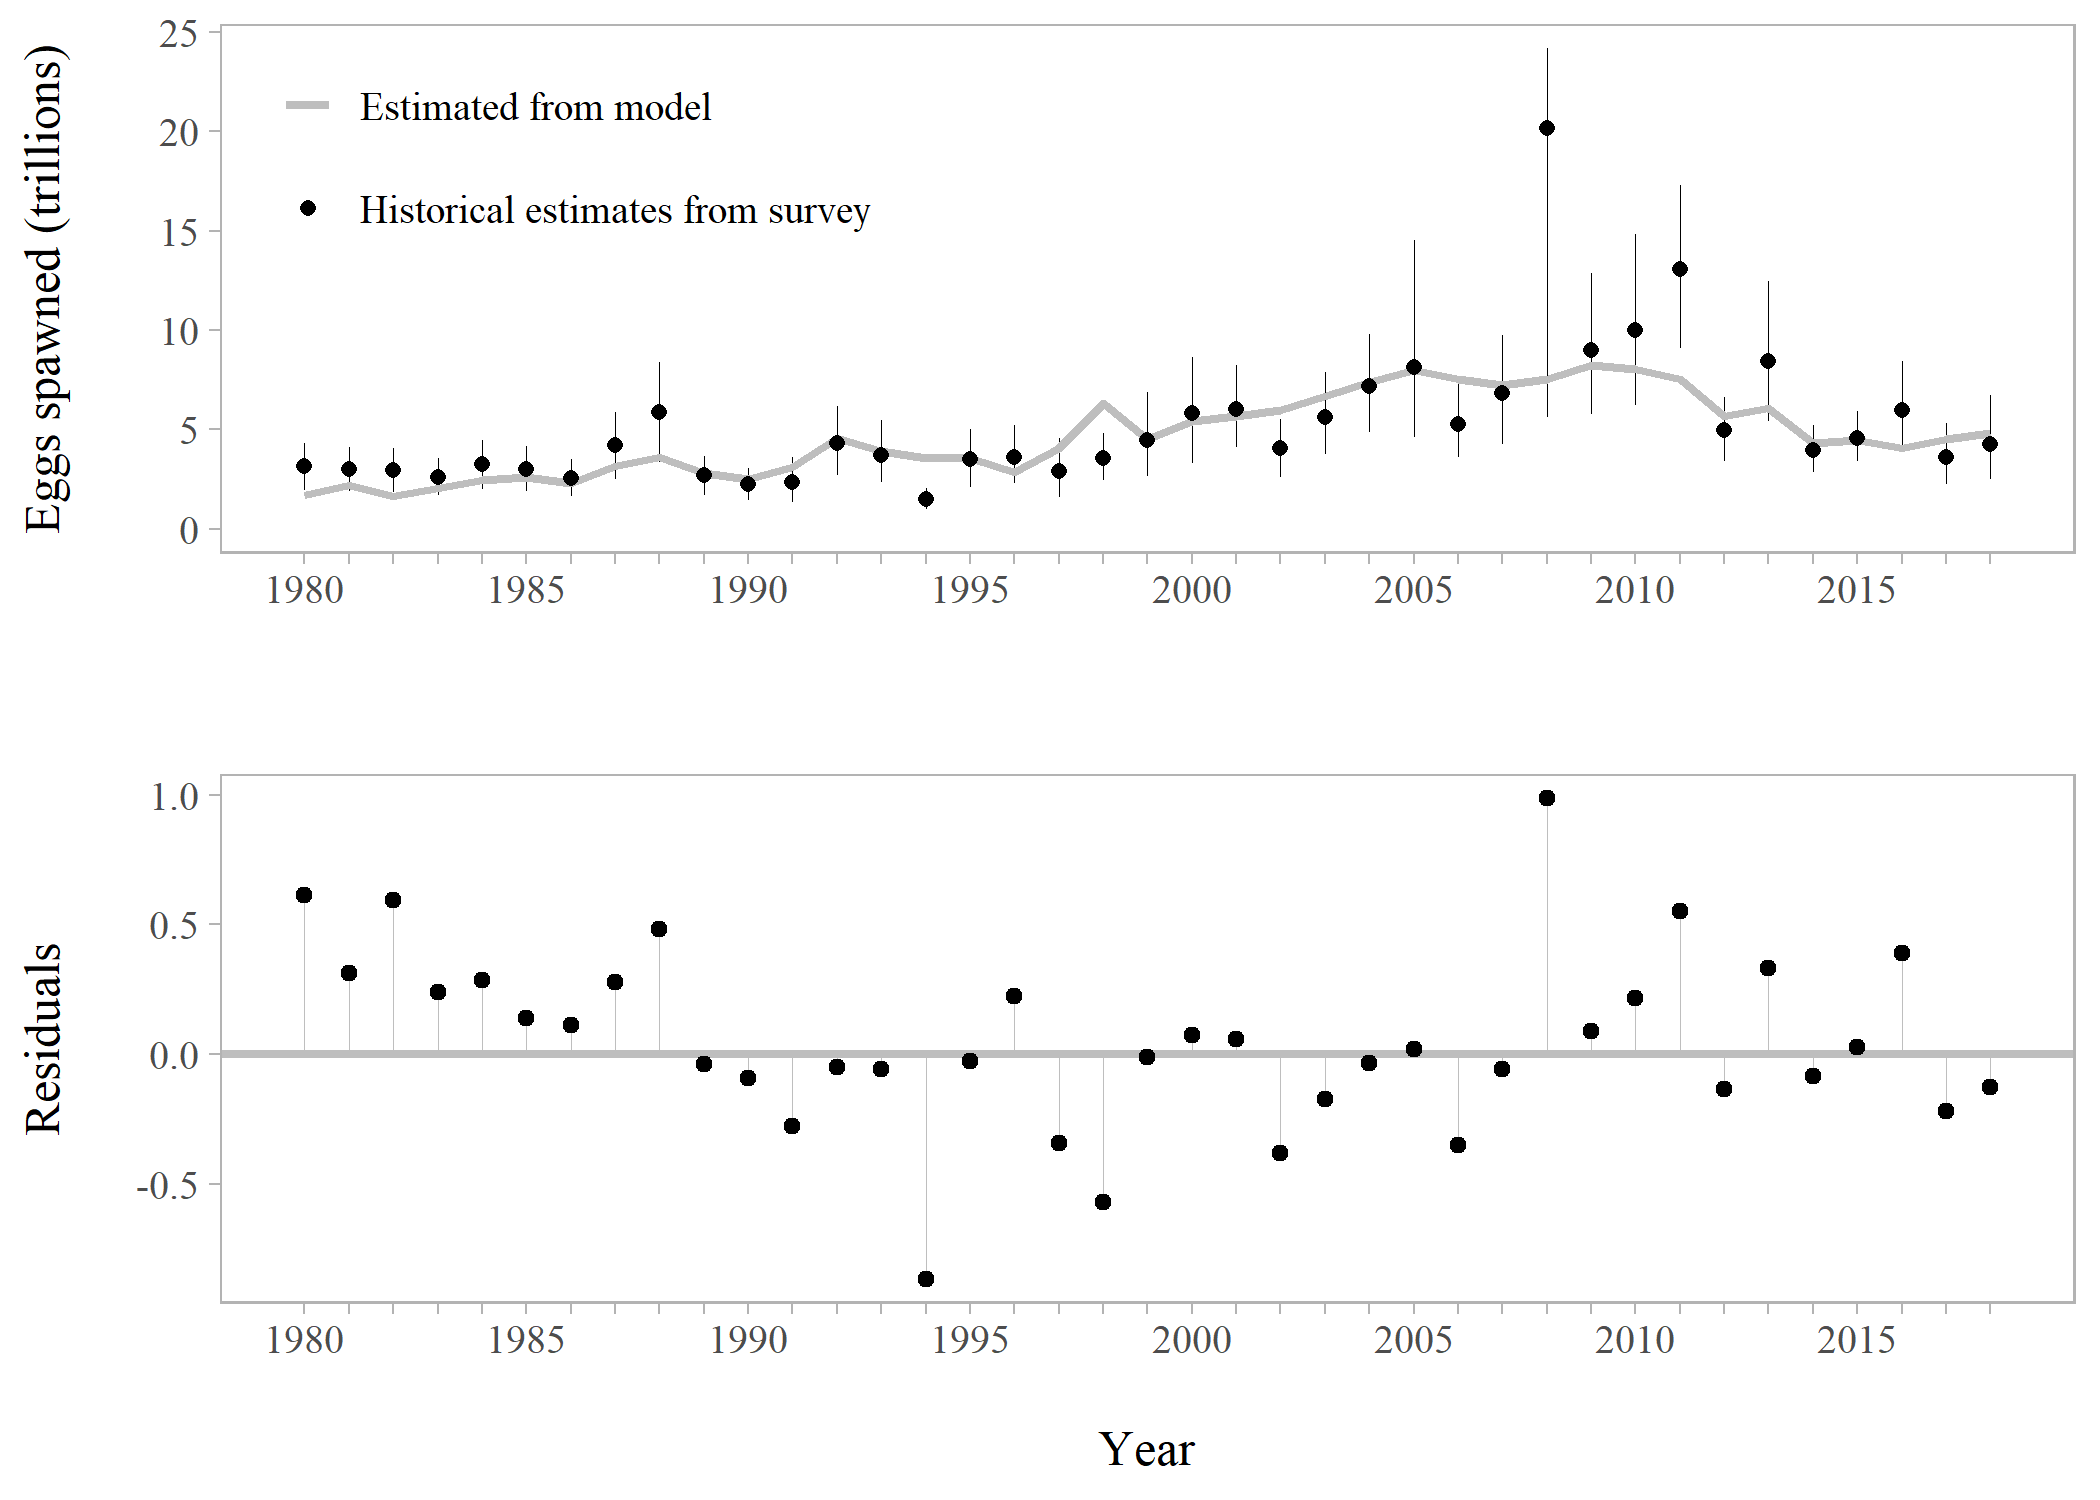 Eggs spawned (trillions)
25
20
15
10
5
0
Estimated from model
Historical estimates from survey
1980 1985 1990 1995 2000 2005 2010 2015
Residuals
1.0
0.5
0.0
-0.5
1980 1985 1990 1995 2000 2005 2010 2015
Year